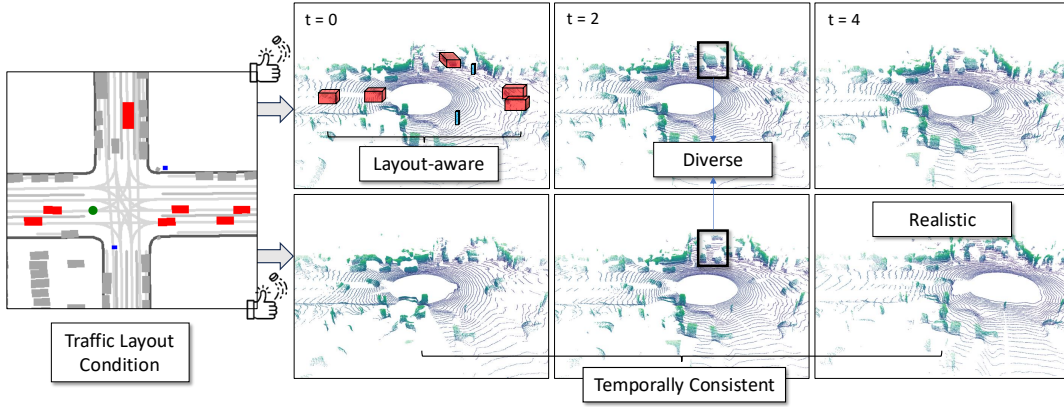 t = 0
t = 2
t = 4
Layout-aware
Diverse
Realistic
Traffic Layout
Condition
Temporally Consistent